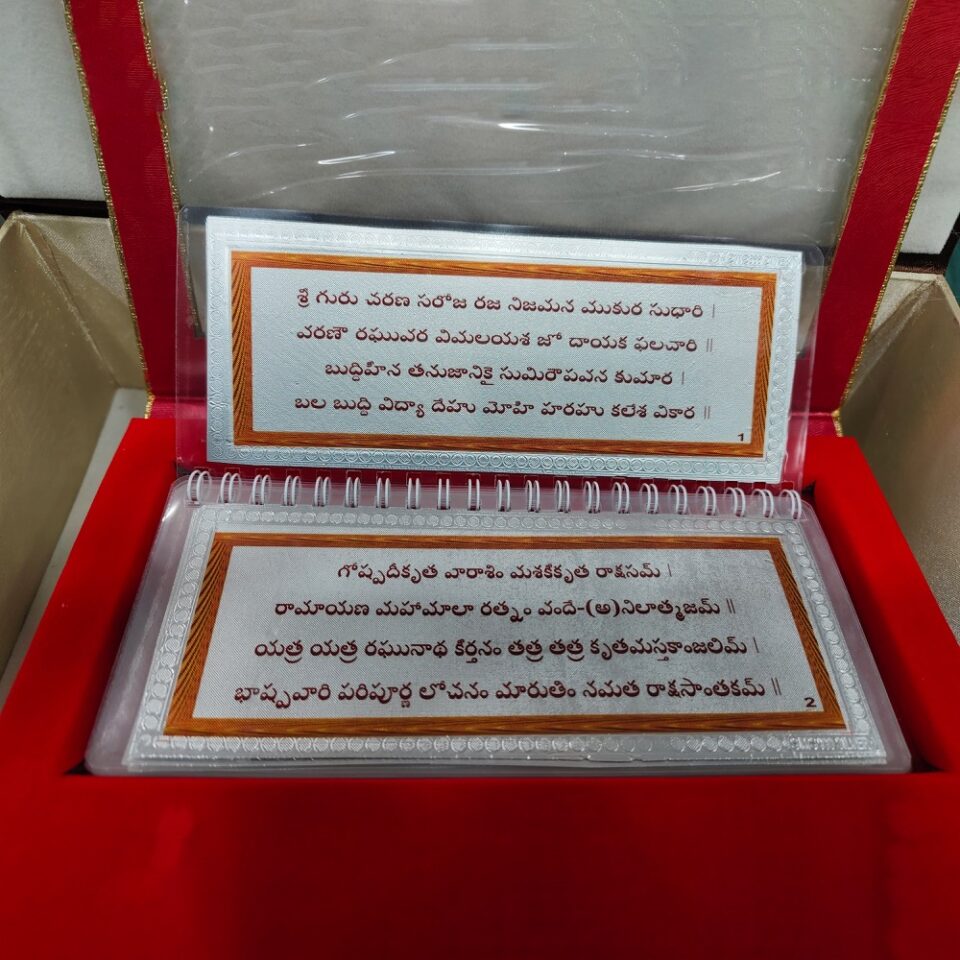 శ్రీ గురు చరణ సరోజ రజ నిజమన ముకుర సుధారి |
వరణౌ రఘువర విమలయశ జో దాయక ఫలచారి ||
బుద్ధిహీన తనుజానికై సుమిరౌపవన కుమార |
బల బుద్ధి విద్యా దేహు మోహి హరహు కలేశ వికార ||
1
గోష్పదీకృత వారాశిం మశకీకృత రాక్షసమ్ |
రామాయణ మహామాలా రత్నం వందే-(అ)నిలాత్మజమ్ ||
యత్ర యత్ర రఘునాథ కీర్తనం తత్ర తత్ర కృతమస్తకాంజలిమ్ |
భాష్పవారి పరిపూర్ణ లోచనం మారుతిం నమత రాక్షసాంతకమ్ ||
2